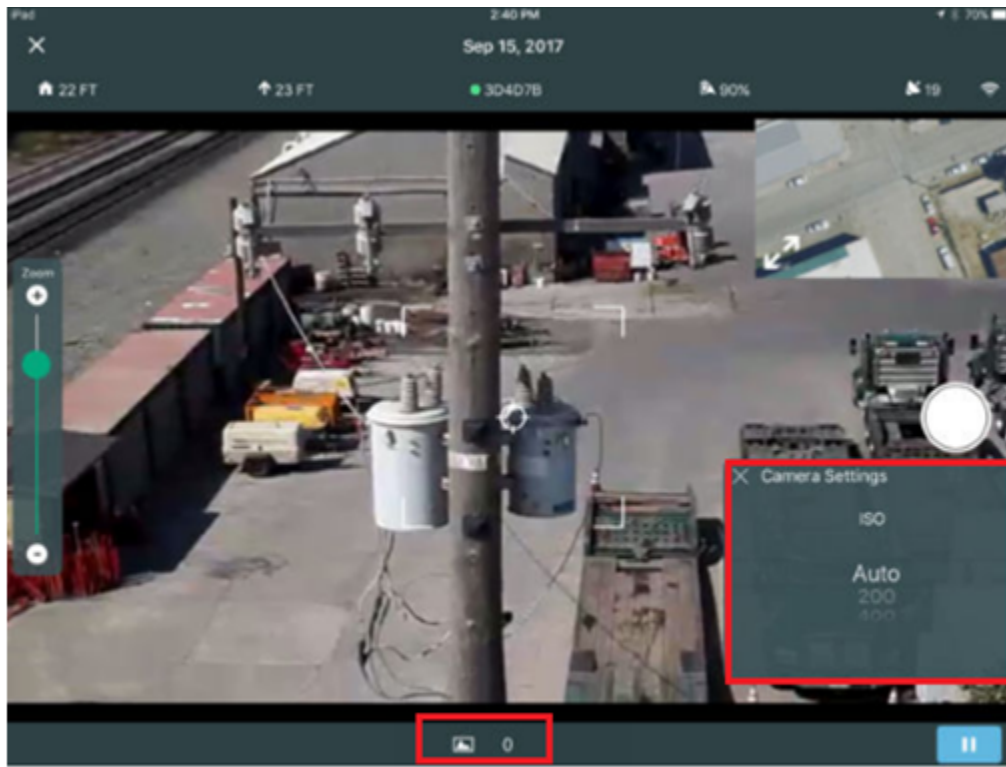 iPad 2:40 PM 70%
Sep 15, 2017
22 FT 23 FT 3D4D7B 90% 19
Zoom
Camera Settings
ISO
Auto
200
400
0